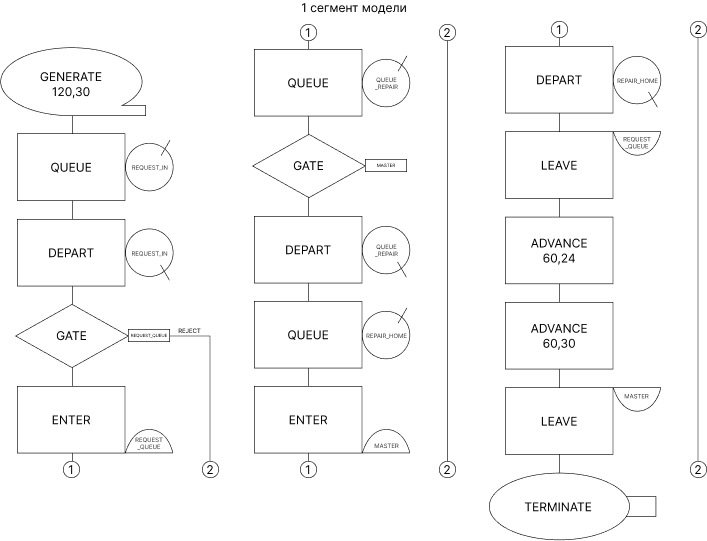 1 сегмент модели
GENERATE
120,30
QUEUE
REQUEST_IN
DEPART
REQUEST_IN
GATE
REQUEST_QUEUE
REJECT
ENTER
REQUEST
_QUEUE
1
2
1
QUEUE
QUEUE
_REPAIR
GATE
MASTER
DEPART
QUEUE
_REPAIR
QUEUE
REPAIR_HOME
ENTER
MASTER
1
2
2
1
DEPART
REPAIR_HOME
LEAVE
REQUEST
_QUEUE
ADVANCE
60,24
ADVANCE
60,30
LEAVE
MASTER
TERMINATE
2
2